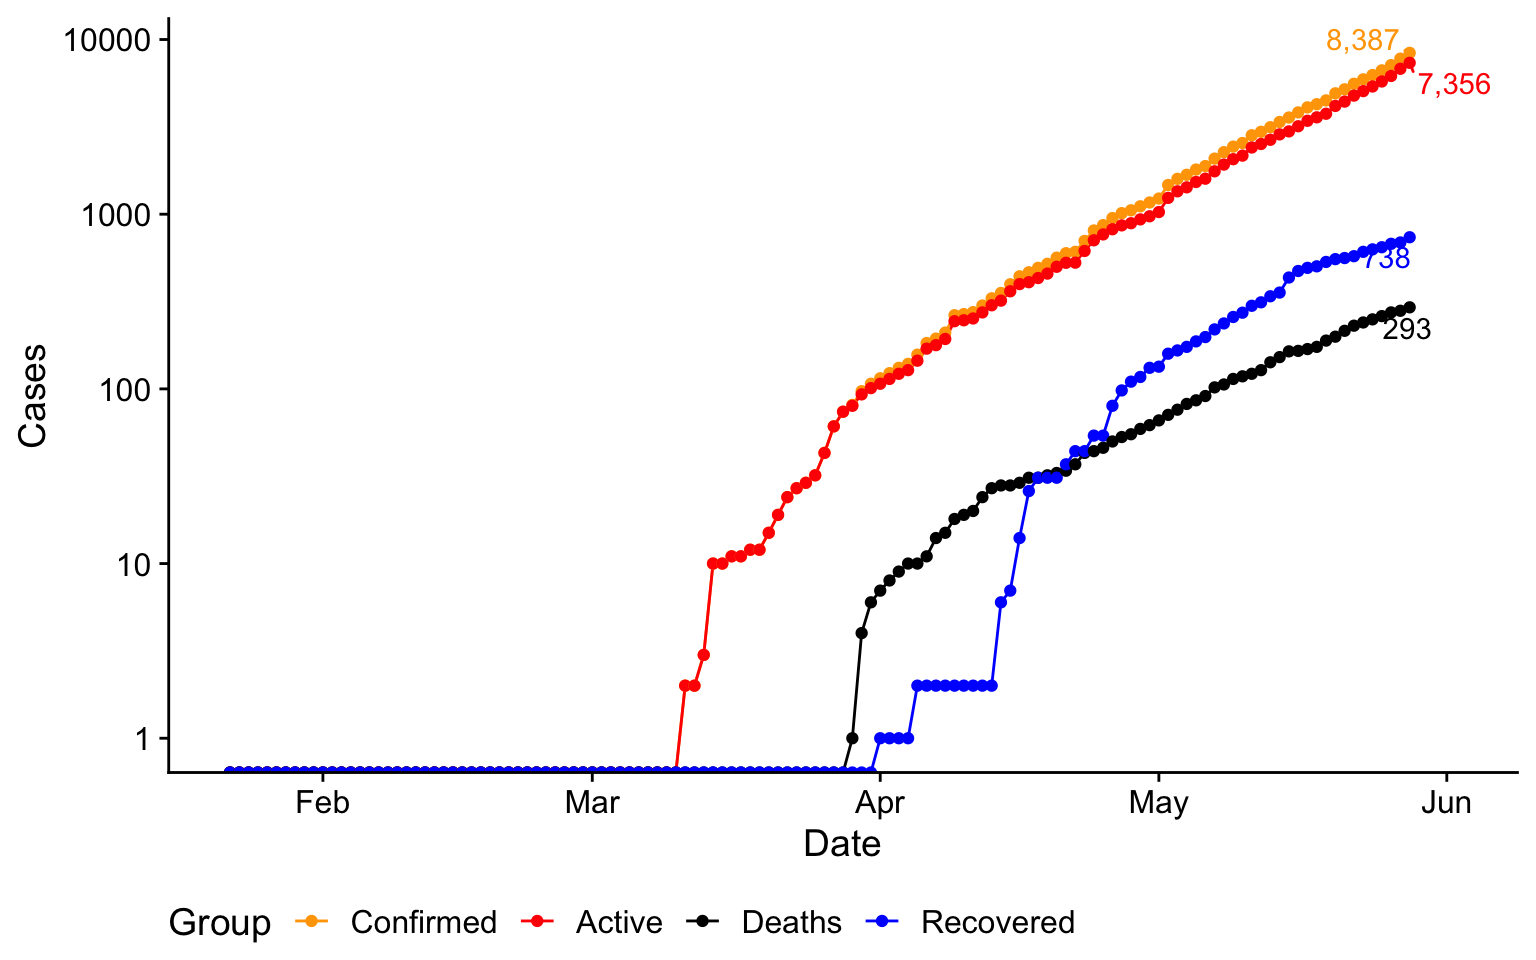 10000
1000
100
10
1
Cases
8,387
7,356
738
293
Feb Mar Apr May Jun
Date
Group Confirmed Active Deaths Recovered